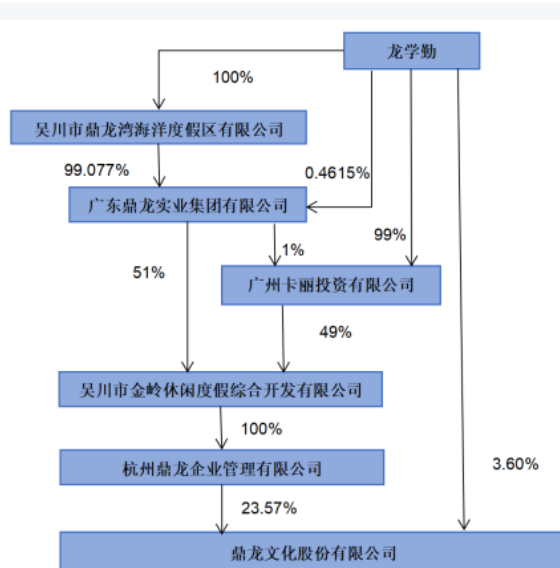 龙学勤
100%
吴川市鼎龙湾海洋度假区有限公司
99.077%
0.4615%
广东鼎龙实业集团有限公司
1%
99%
51%
广州卡丽投资有限公司
49%
吴川市金岭休闲度假综合开发有限公司
100%
杭州鼎龙企业管理有限公司
3.60%
23.57%
鼎龙文化股份有限公司